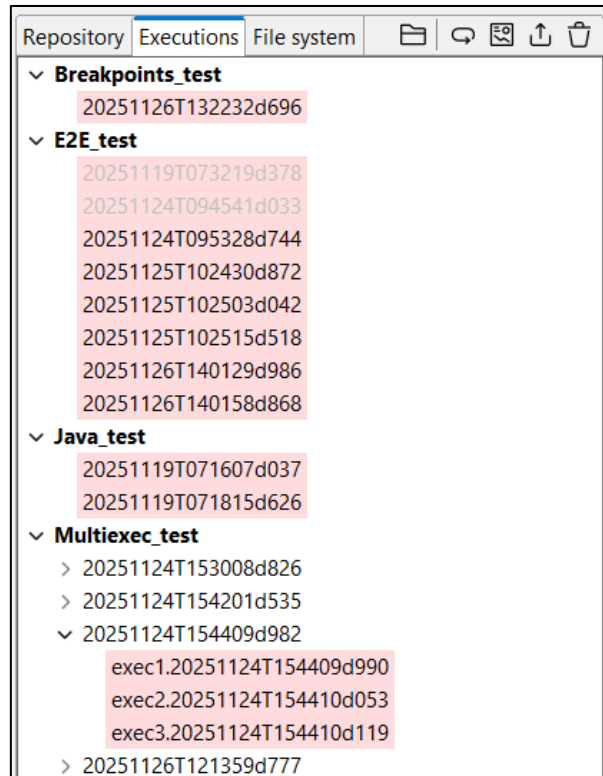 Repository Executions File system
Breakpoints_test
20251126T132232d696
E2E_test
20251119T073219d378
20251124T094541d033
20251124T095328d744
20251125T102430d872
20251125T102503d042
20251125T102515d518
20251126T140129d986
20251126T140158d868
Java_test
20251119T071607d037
20251119T071815d626
Multiexec_test
20251124T153008d826
20251124T154201d535
20251124T154409d982
exec1.20251124T154409d990
exec2.20251124T154410d053
exec3.20251124T154410d119
20251126T121359d777